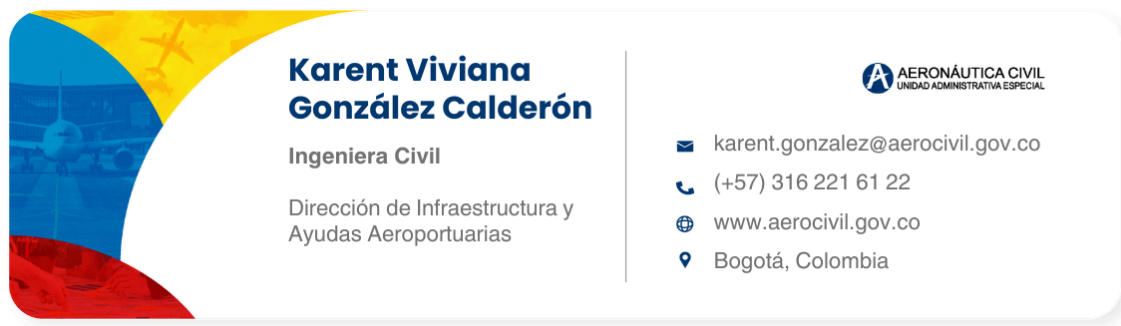 Karent Viviana
González Calderón
Ingeniera Civil
Dirección de Infraestructura y
Ayudas Aeroportuarias
AERONÁUTICA CIVIL
UNIDAD ADMINISTRATIVA ESPECIAL
karent.gonzalez@aerocivil.gov.co
(+57) 316 221 61 22
www.aerocivil.gov.co
Bogotá, Colombia